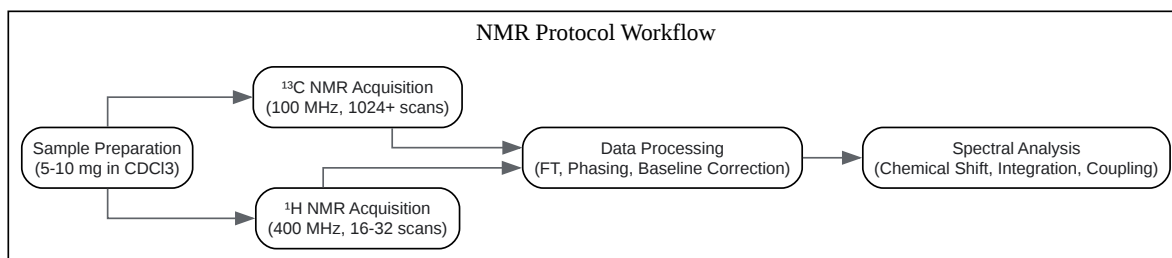 NMR Protocol Workflow
Sample Preparation
(5-10 mg in CDCl3)
¹³C NMR Acquisition
(100 MHz, 1024+ scans)
¹H NMR Acquisition
(400 MHz, 16-32 scans)
Data Processing
(FT, Phasing, Baseline Correction)
Spectral Analysis
(Chemical Shift, Integration, Coupling)